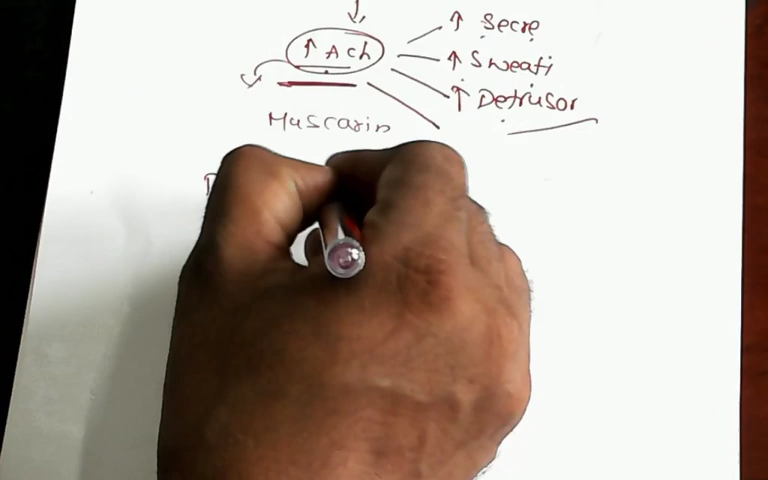 ↑ Secre
↑ Ach
↑ Sweati
↑ Detrusor
Muscarin